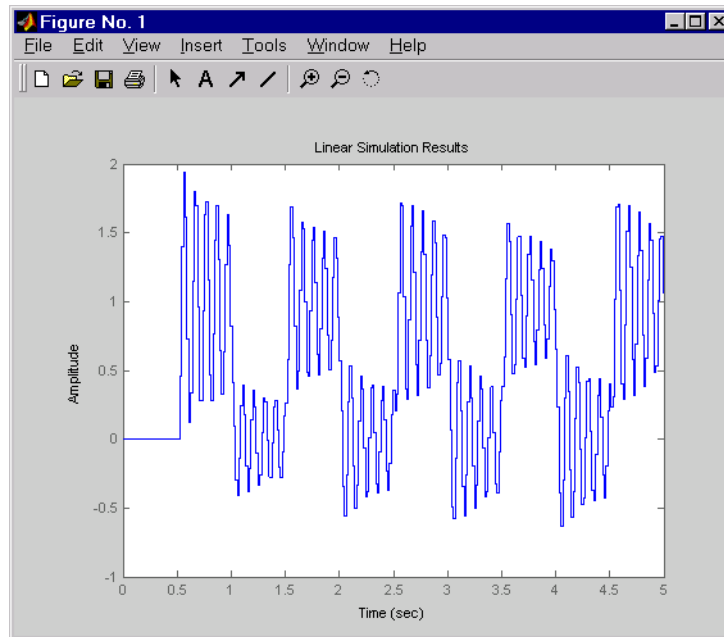 Figure No. 1
File Edit View Insert Tools Window Help
A
Linear Simulation Results
2
1.5
1
0.5
0
-0.5
-1
Amplitude
0 0.5 1 1.5 2 2.5 3 3.5 4 4.5 5
Time (sec)